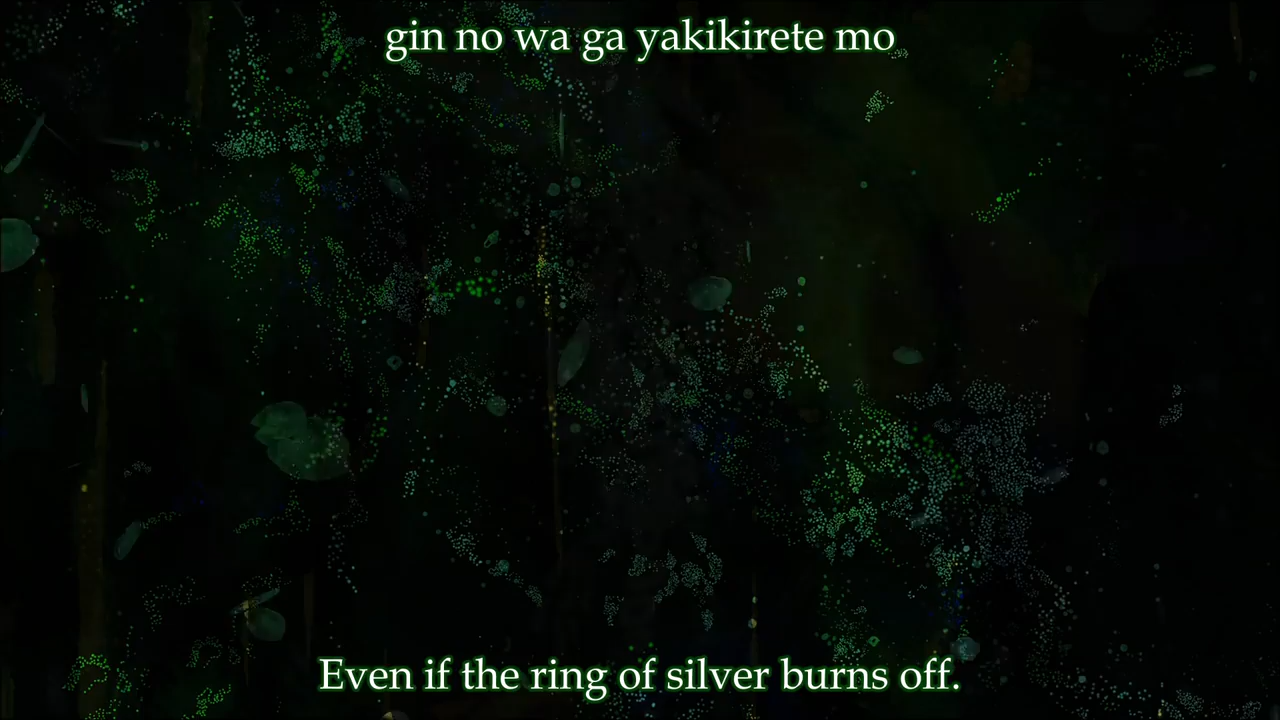 gin no wa ga yakikirete mo
Even if the ring of silver burns off.